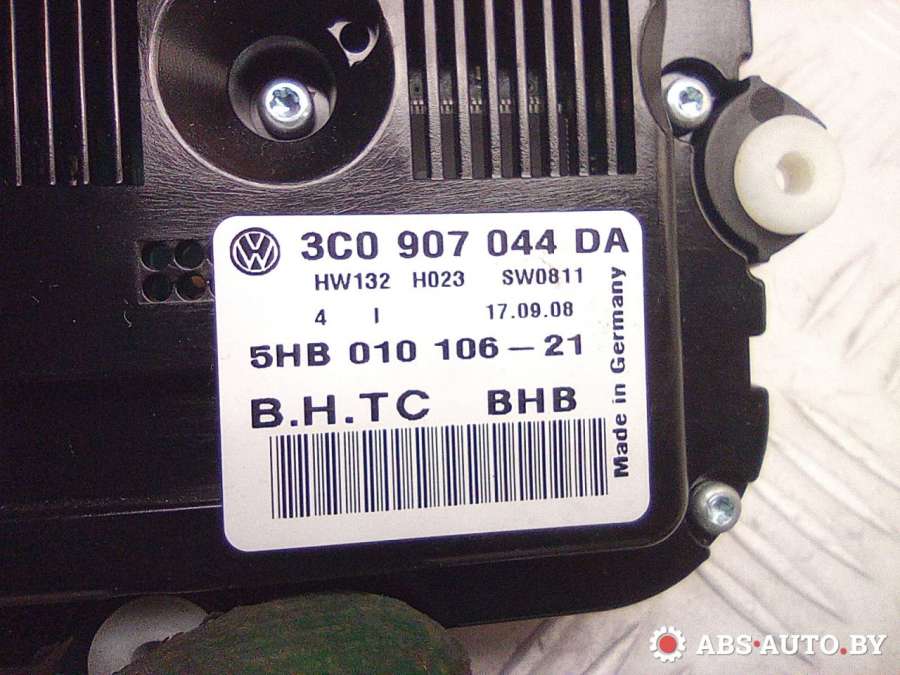 VW 3C0 907 044 DA
HW132 H023 SW0811
4 I 17.09.08
5HB 010 106-21
B.H.TC BHB
Made in Germany
ABS-AUTO.BY